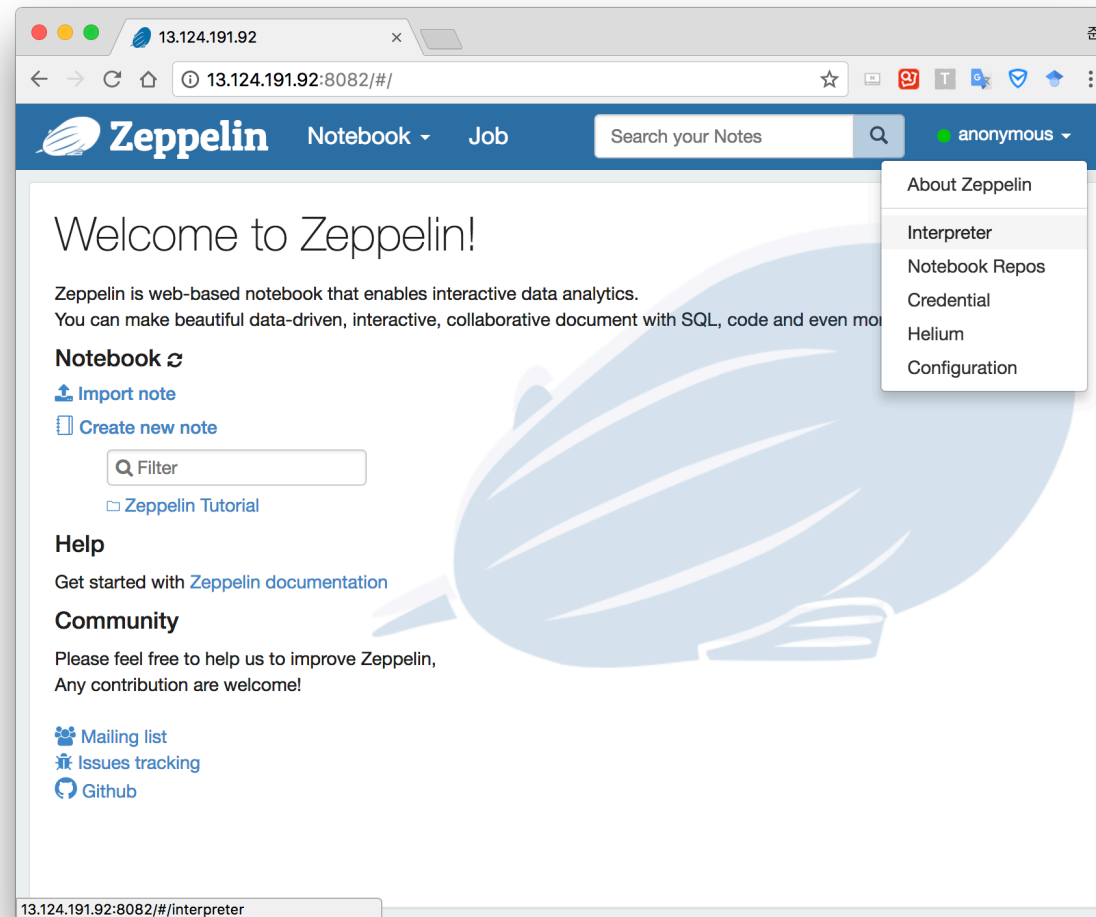 13.124.191.92
준
13.124.191.92:8082/#/
Zeppelin Notebook Job Search your Notes anonymous
About Zeppelin
Interpreter
Notebook Repos
Credential
Helium
Configuration
Welcome to Zeppelin!
Zeppelin is web-based notebook that enables interactive data analytics.
You can make beautiful data-driven, interactive, collaborative document with SQL, code and even
Notebook
Import note
Create new note
Filter
Zeppelin Tutorial
Help
Get started with Zeppelin documentation
Community
Please feel free to help us to improve Zeppelin,
Any contribution are welcome!
Mailing list
Issues tracking
Github
13.124.191.92:8082/#/interpreter